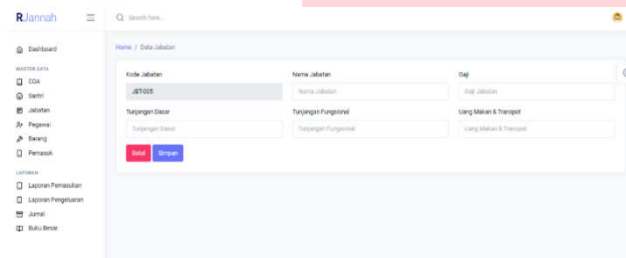 RJannah
Search here...
Home / Data Jabatan
Dashboard
MASTER DATA
COA
Santri
Jabatan
Pegawai
Barang
Pemasok
LAPORAN
Laporan Pemasukan
Laporan Pengeluaran
Jurnal
Buku Besar
Kode Jabatan
Nama Jabatan
Gaji
JBT-005
Nama Jabatan
Gaji Jabatan
Tunjangan Dasar
Tunjangan Fungsional
Uang Makan & Transpot
Tunjangan Dasar
Tunjangan Fungsional
Uang Makan & Transpot
Batal
Simpan